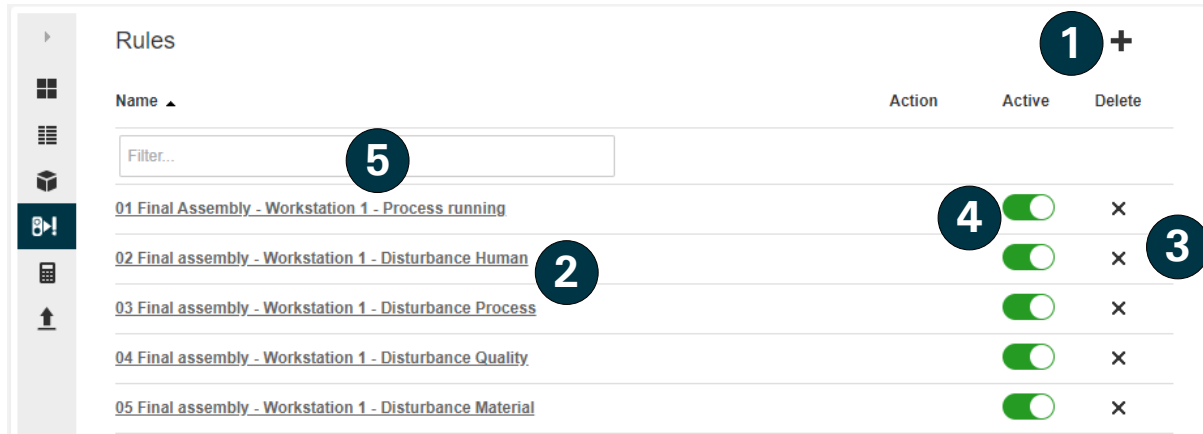 Rules
1
Name
Action
Active
Delete
Filter...
5
01 Final Assembly - Workstation 1 - Process running
4
02 Final assembly - Workstation 1 - Disturbance Human
2
3
03 Final assembly - Workstation 1 - Disturbance Process
04 Final assembly - Workstation 1 - Disturbance Quality
05 Final assembly - Workstation 1 - Disturbance Material